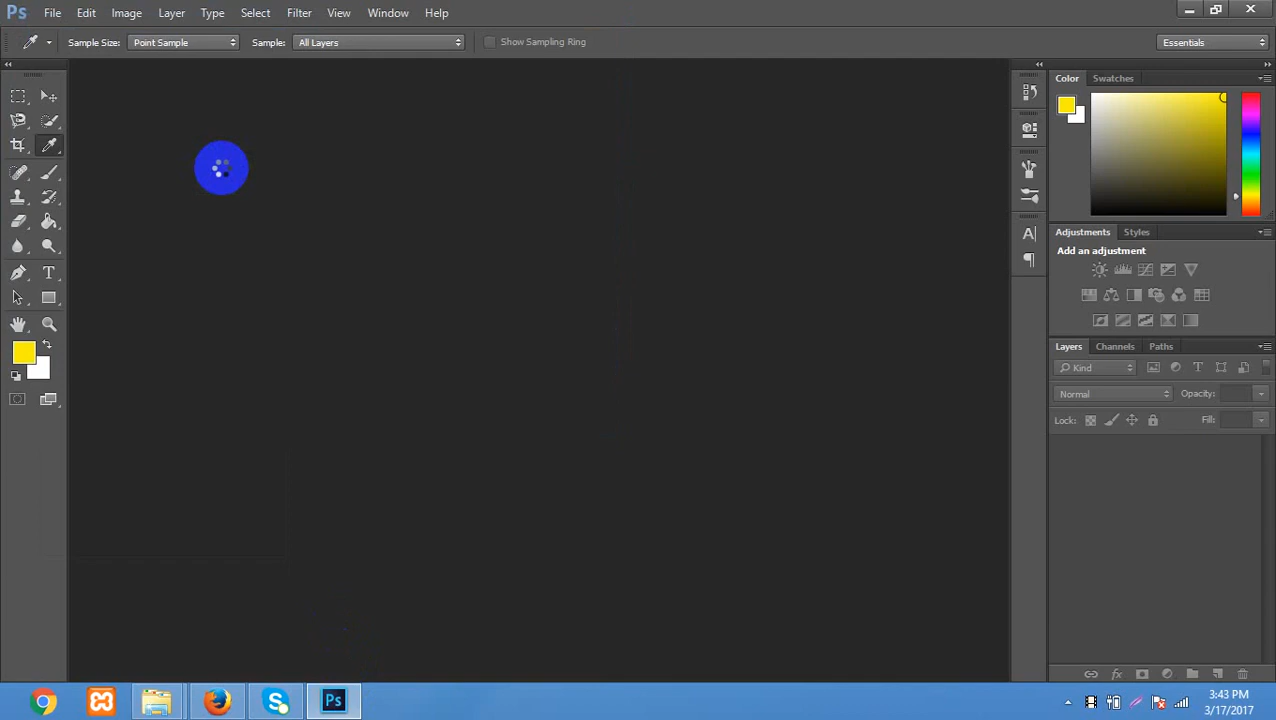 Ps File Edit Image Layer Type Select Filter View Window Help
Sample Size: Point Sample Sample: All Layers Show Sampling Ring Essentials
Color Swatches
Adjustments Styles
Add an adjustment
Layers Channels Paths
Kind
Normal Opacity:
Lock: Fill:
Ps
3:43 PM
3/17/2017